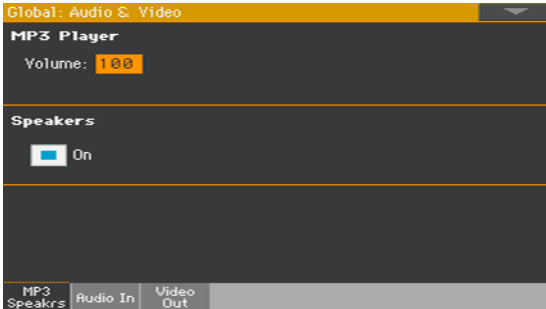 Global: Audio & Video
MP3 Player
Volume: 100
Speakers
On
MP3
Speakrs
Audio In
Video
Out